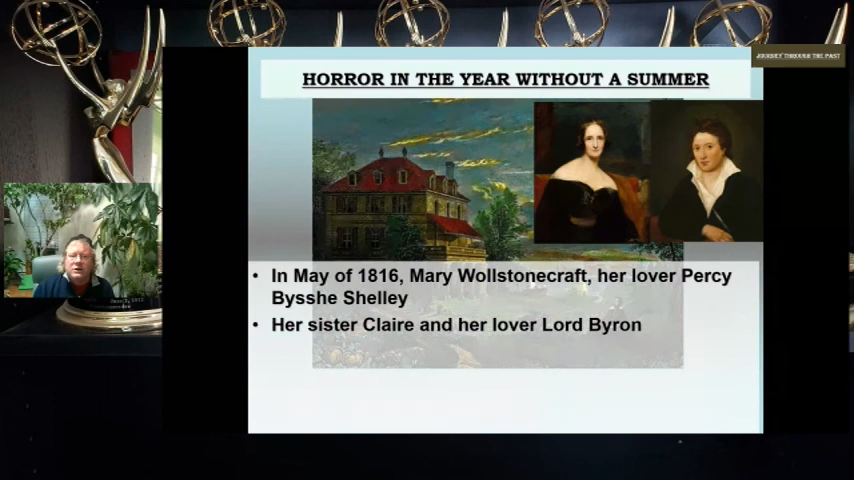 JOURNEY THROUGH THE PAST
HORROR IN THE YEAR WITHOUT A SUMMER
• In May of 1816, Mary Wollstonecraft, her lover Percy
Bysshe Shelley
• Her sister Claire and her lover Lord Byron